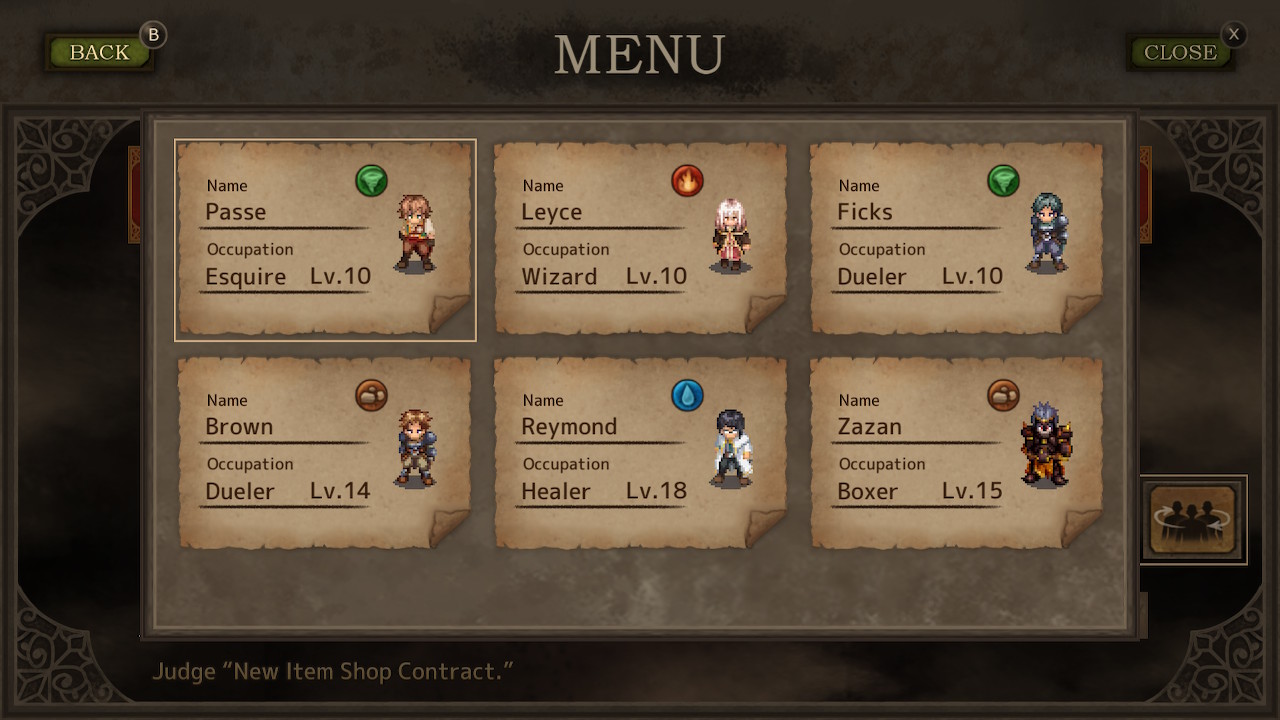 BACK
B
MENU
X
CLOSE
Name
Passe
Occupation
Esquire Lv.10
Name
Leyce
Occupation
Wizard Lv.10
Name
Ficks
Occupation
Dueler Lv.10
Name
Brown
Occupation
Dueler Lv.14
Name
Reymond
Occupation
Healer Lv.18
Name
Zazan
Occupation
Boxer Lv.15
Judge “New Item Shop Contract.”